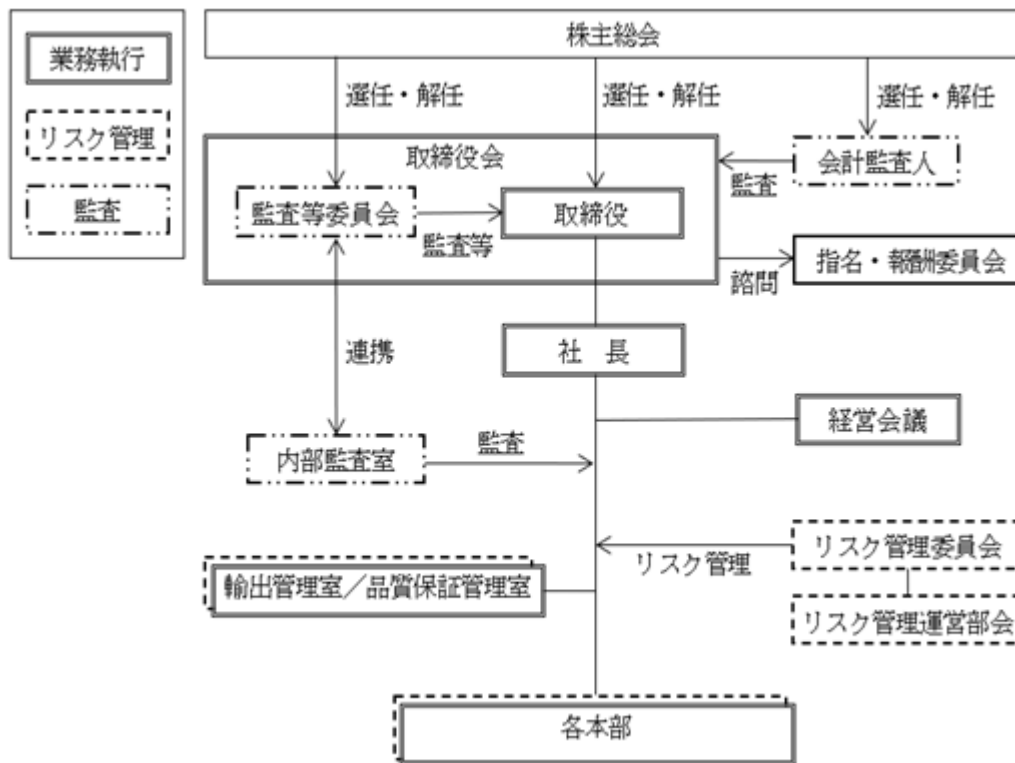 業務執行
リスク管理
監査
株主総会
選任・解任
選任・解任
選任・解任
取締役会
監査等委員会
監査等
取締役
監査
会計監査人
諮問
指名・報酬委員会
社 長
連携
経営会議
内部監査室
監査
リスク管理
リスク管理委員会
輸出管理室／品質保証管理室
リスク管理運営部会
各本部